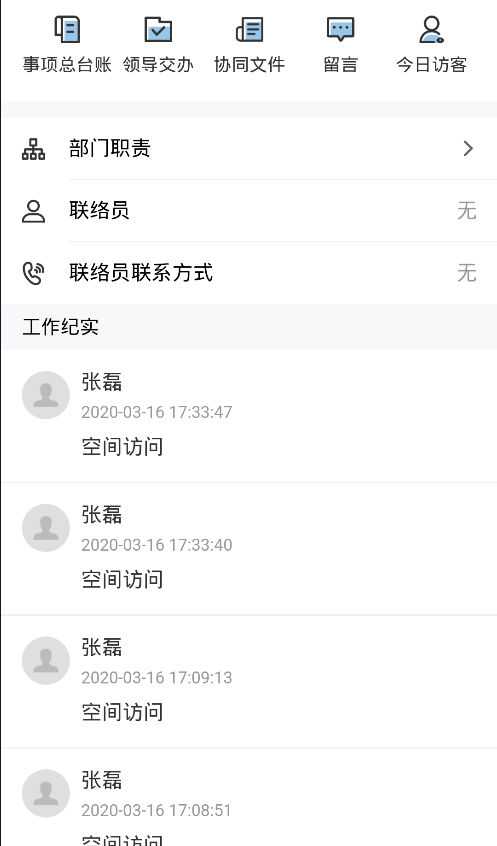 事项总台账 领导交办 协同文件 留言 今日访客
部门职责
联络员 无
联络员联系方式 无
工作纪实
张磊
2020-03-16 17:33:47
空间访问
张磊
2020-03-16 17:33:40
空间访问
张磊
2020-03-16 17:09:13
空间访问
张磊
2020-03-16 17:08:51
空间访问